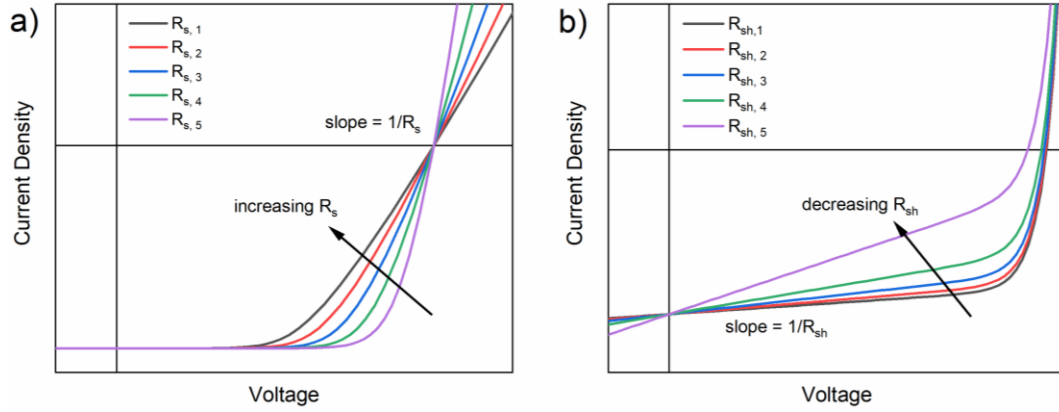 a)
R_s, 1
R_s, 2
R_s, 3
R_s, 4
R_s, 5
slope = 1/R_s
increasing R_s
Current Density
Voltage
b)
R_sh,1
R_sh, 2
R_sh, 3
R_sh, 4
R_sh, 5
decreasing R_sh
slope = 1/R_sh
Current Density
Voltage